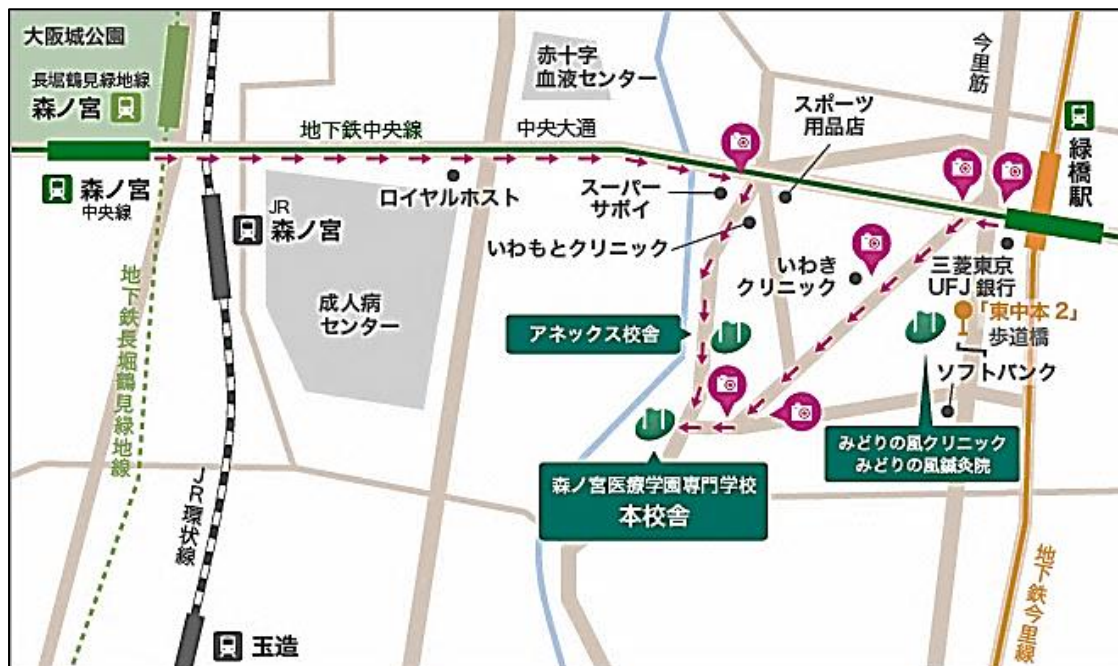 大阪城公園
長堀鶴見緑地線
森ノ宮
森ノ宮
中央線
地下鉄中央線
中央大通
赤十字
血液センター
スポーツ
用品店
今里筋
緑橋駅
ロイヤルホスト
スーパー
サボイ
いわもとクリニック
JR
森ノ宮
成人病
センター
いわき
クリニック
三菱東京
UFJ銀行
「東中本2」
歩道橋
ソフトバンク
アネックス校舎
みどりの風クリニック
みどりの風鍼灸院
森ノ宮医療学園専門学校
本校舎
地下鉄長堀鶴見緑地線
JR環状線
玉造
地下鉄今里線